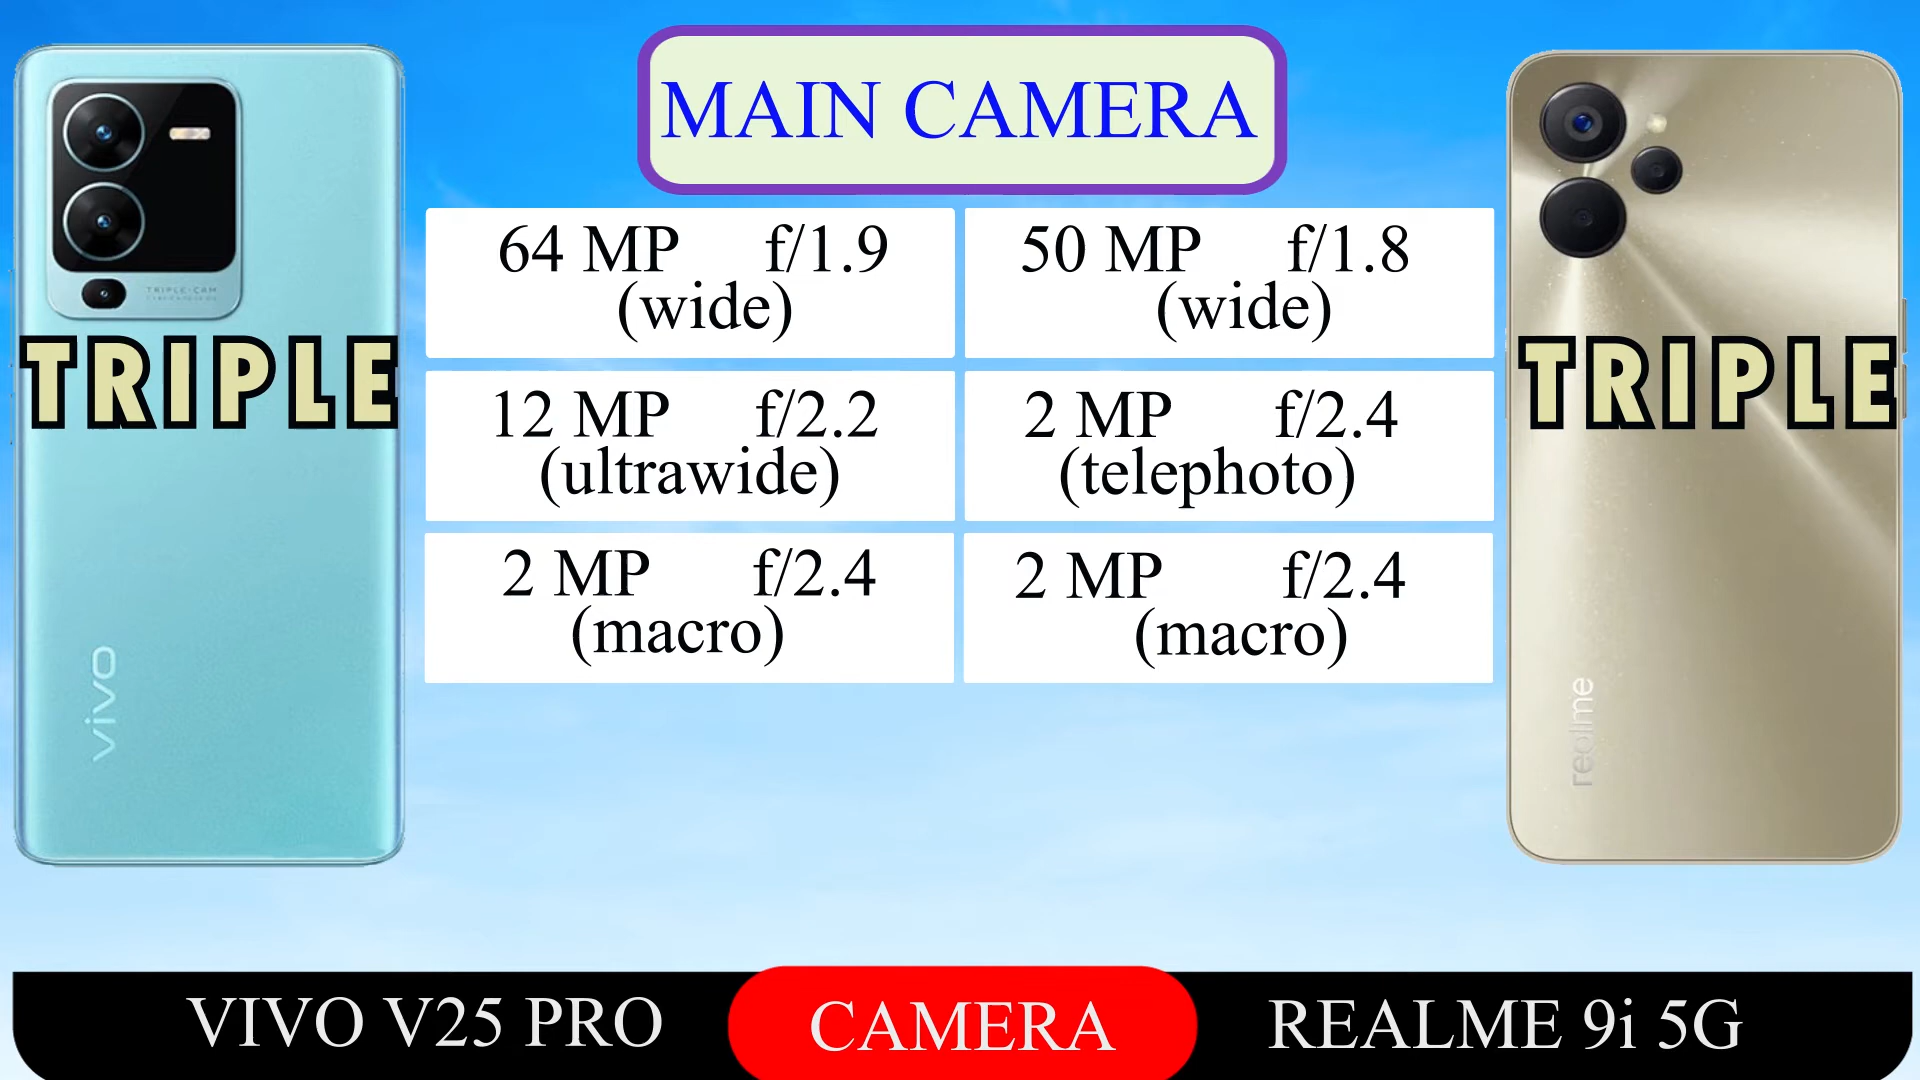 MAIN CAMERA
64 MP f/1.9
(wide)
50 MP f/1.8
(wide)
12 MP f/2.2
(ultrawide)
2 MP f/2.4
(telephoto)
2 MP f/2.4
(macro)
2 MP f/2.4
(macro)
TRIPLE-CAM
TRIPLE
vivo
TRIPLE
realme
VIVO V25 PRO
CAMERA
REALME 9i 5G